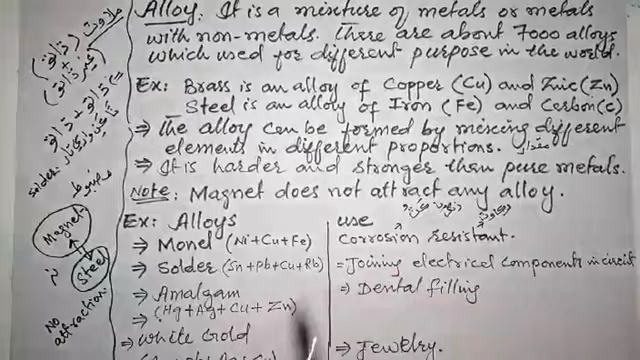 Alloy: It is a mixture of metals or metals
with non-metals. There are about 7000 alloys
which used for different purpose in the world.
Ex: Brass is an alloy of Copper (Cu) and Zinc (Zn)
Steel is an alloy of Iron (Fe) and Carbon(c)
⇒ The alloy can be formed by mixcing different
elements in different proportions. مقدار
⇒ It is harder and stronger than pure metals.
Note: Magnet does not attract any alloy.
Ex: Alloys
⇒ Monel (Ni+Cu+Fe)
⇒ Solder (Sn+Pb+Cu+Rb)
⇒ Amalgam
(Hg+Ag+Cu+Zn)
⇒ White Gold
use
Corrosion resistant.
=Joining electrical components in circuit
⇒ Dental filling
⇒ Jewelry.
solder:
Magnet
Steel
No
attraction.